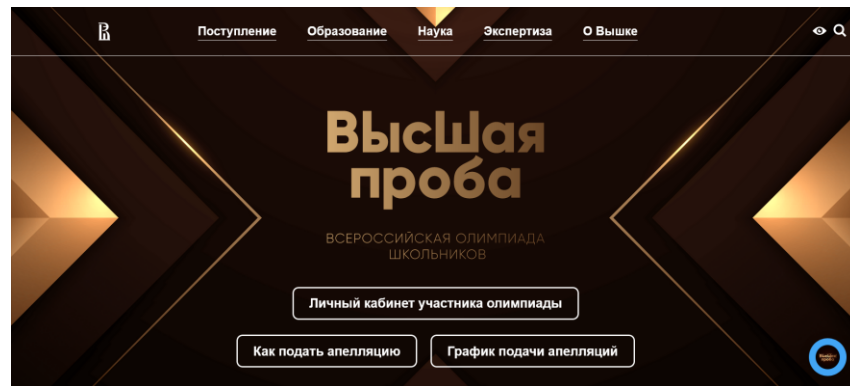 Поступление Образование Наука Экспертиза О Вышке
ВЫсШая
проба
ВСЕРОССИЙСКАЯ ОЛИМПИАДА
ШКОЛЬНИКОВ
Личный кабинет участника олимпиады
Как подать апелляцию График подачи апелляций